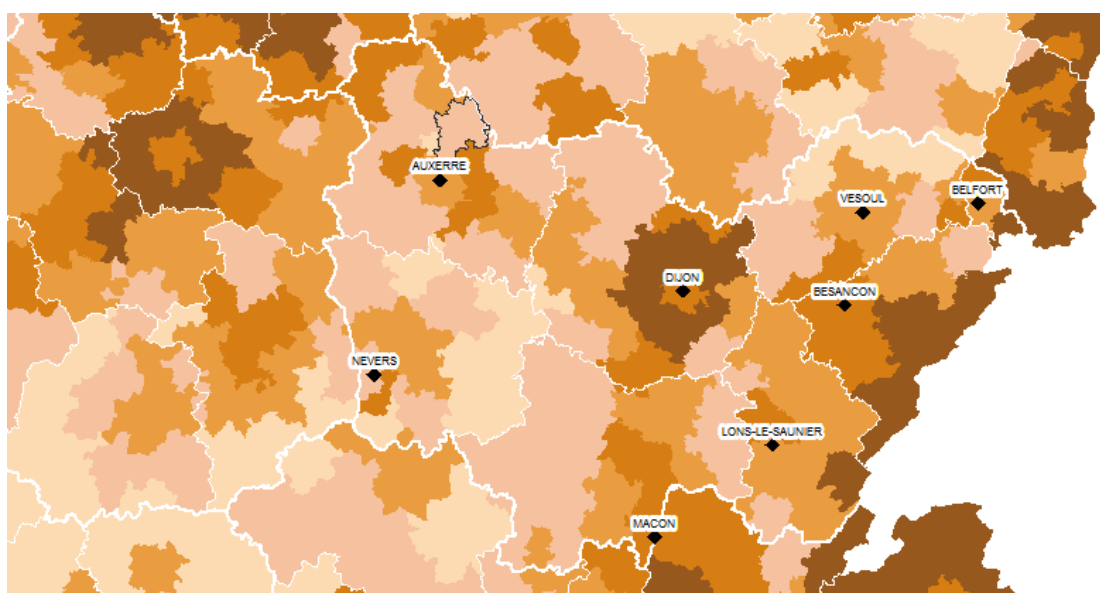 AUXERRE
BELFORT
VESOUL
DIJON
BESANCON
NEVERS
LONS-LE-SAUNIER
MACON